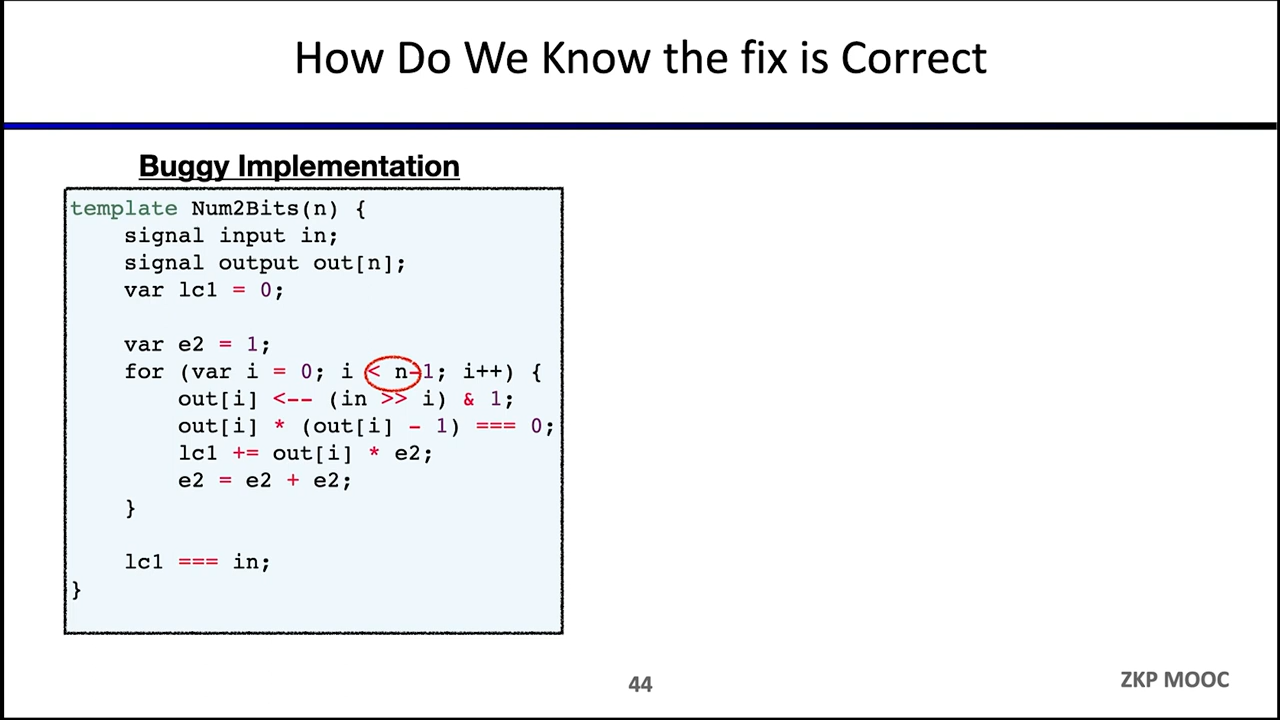 How Do We Know the fix is Correct
Buggy Implementation
template Num2Bits(n) {
    signal input in;
    signal output out[n];
    var lc1 = 0;

    var e2 = 1;
    for (var i = 0; i < n-1; i++) {
        out[i] <-- (in >> i) & 1;
        out[i] * (out[i] - 1) === 0;
        lc1 += out[i] * e2;
        e2 = e2 + e2;
    }

    lc1 === in;
}
44
ZKP MOOC